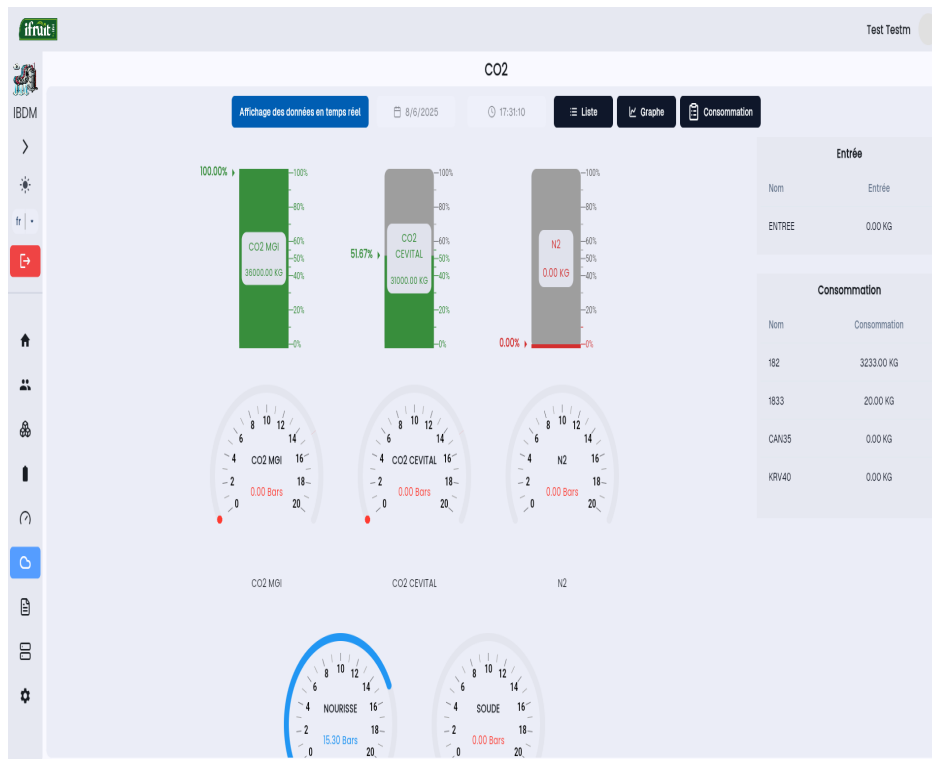 ifruit
Test Testm
IBDM
CO2
Affichage des données en temps réel
8/6/2025
17:31:10
Liste
Graphe
Consommation
fr
100.00%
100%
80%
60%
50%
40%
20%
0%
CO2 MGI
36000.00 KG
51.67%
100%
80%
60%
50%
40%
20%
0%
CO2
CEVITAL
31000.00 KG
0.00%
100%
80%
60%
50%
40%
20%
0%
N2
0.00 KG
Entrée
Nom Entrée
ENTREE 0.00 KG
Consommation
Nom Consommation
182 3233.00 KG
1833 20.00 KG
CAN35 0.00 KG
KRV40 0.00 KG
0 2 4 6 8 10 12 14 16 18 20
CO2 MGI
0.00 Bars
0 2 4 6 8 10 12 14 16 18 20
CO2 CEVITAL
0.00 Bars
0 2 4 6 8 10 12 14 16 18 20
N2
0.00 Bars
CO2 MGI
CO2 CEVITAL
N2
0 2 4 6 8 10 12 14 16 18 20
NOURISSE
15.30 Bars
0 2 4 6 8 10 12 14 16 18 20
SOUDE
0.00 Bars